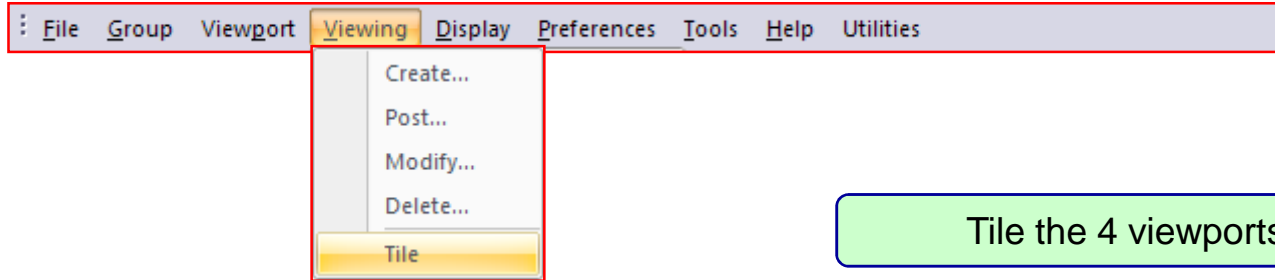 File Group Viewport Viewing Display Preferences Tools Help Utilities
Create...
Post...
Modify...
Delete...
Tile
Tile the 4 viewports